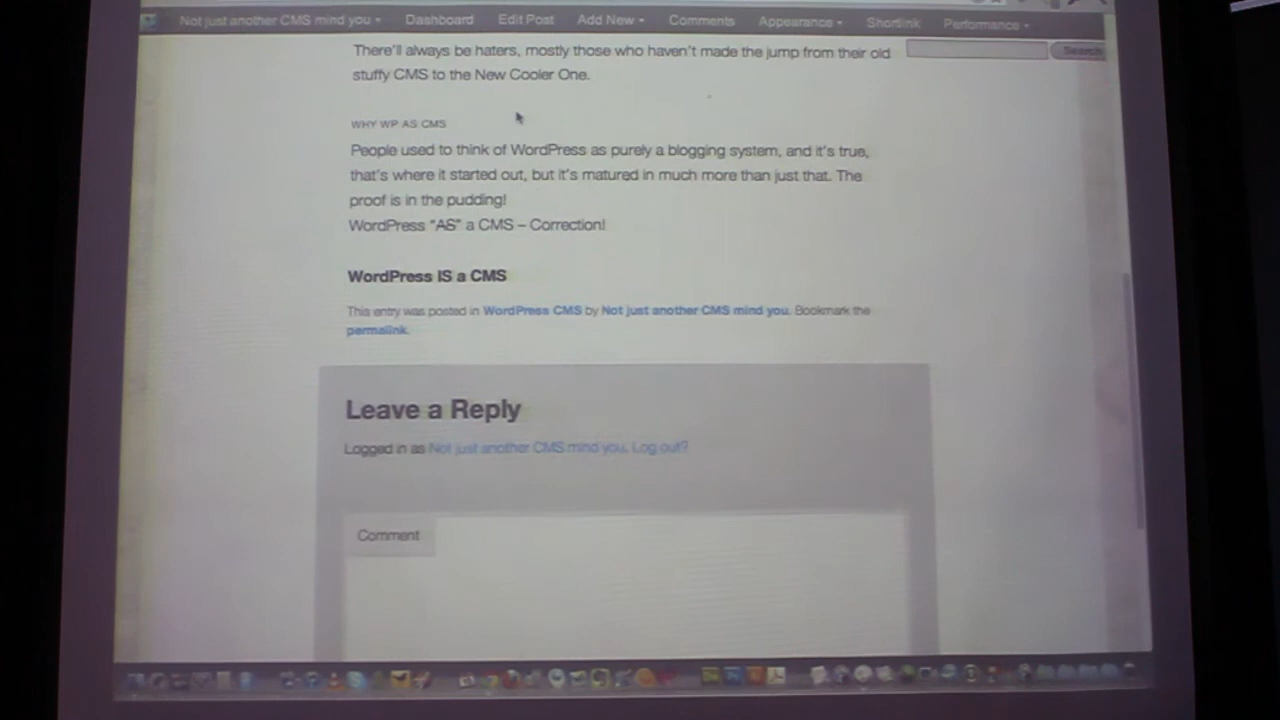 Not just another CMS mind you Dashboard Edit Post Add New Comments Appearance Shortlink Performance
There'll always be haters, mostly those who haven't made the jump from their old
stuffy CMS to the New Cooler One.
Search
WHY WP AS CMS
People used to think of WordPress as purely a blogging system, and it's true,
that's where it started out, but it's matured in much more than just that. The
proof is in the pudding!
WordPress "AS" a CMS – Correction!
WordPress IS a CMS
This entry was posted in WordPress CMS by Not just another CMS mind you. Bookmark the
permalink.
Leave a Reply
Logged in as Not just another CMS mind you. Log out?
Comment